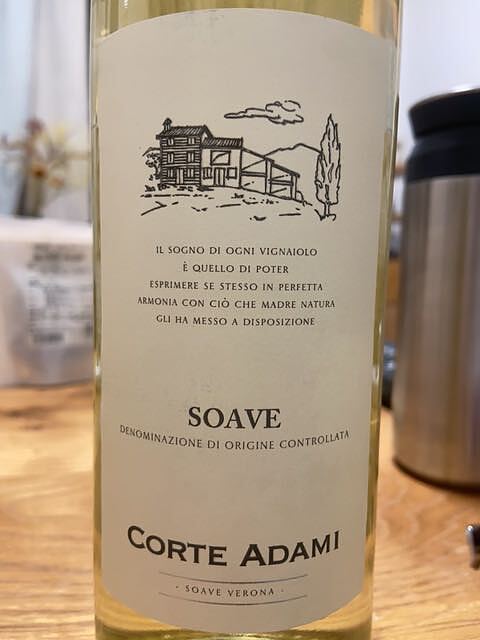 IL SOGNO DI OGNI VIGNAIOLO
È QUELLO DI POTER
ESPRIMERE SE STESSO IN PERFETTA
ARMONIA CON CIÒ CHE MADRE NATURA
GLI HA MESSO A DISPOSIZIONE
SOAVE
DENOMINAZIONE DI ORIGINE CONTROLLATA
CORTE ADAMI
· SOAVE VERONA ·